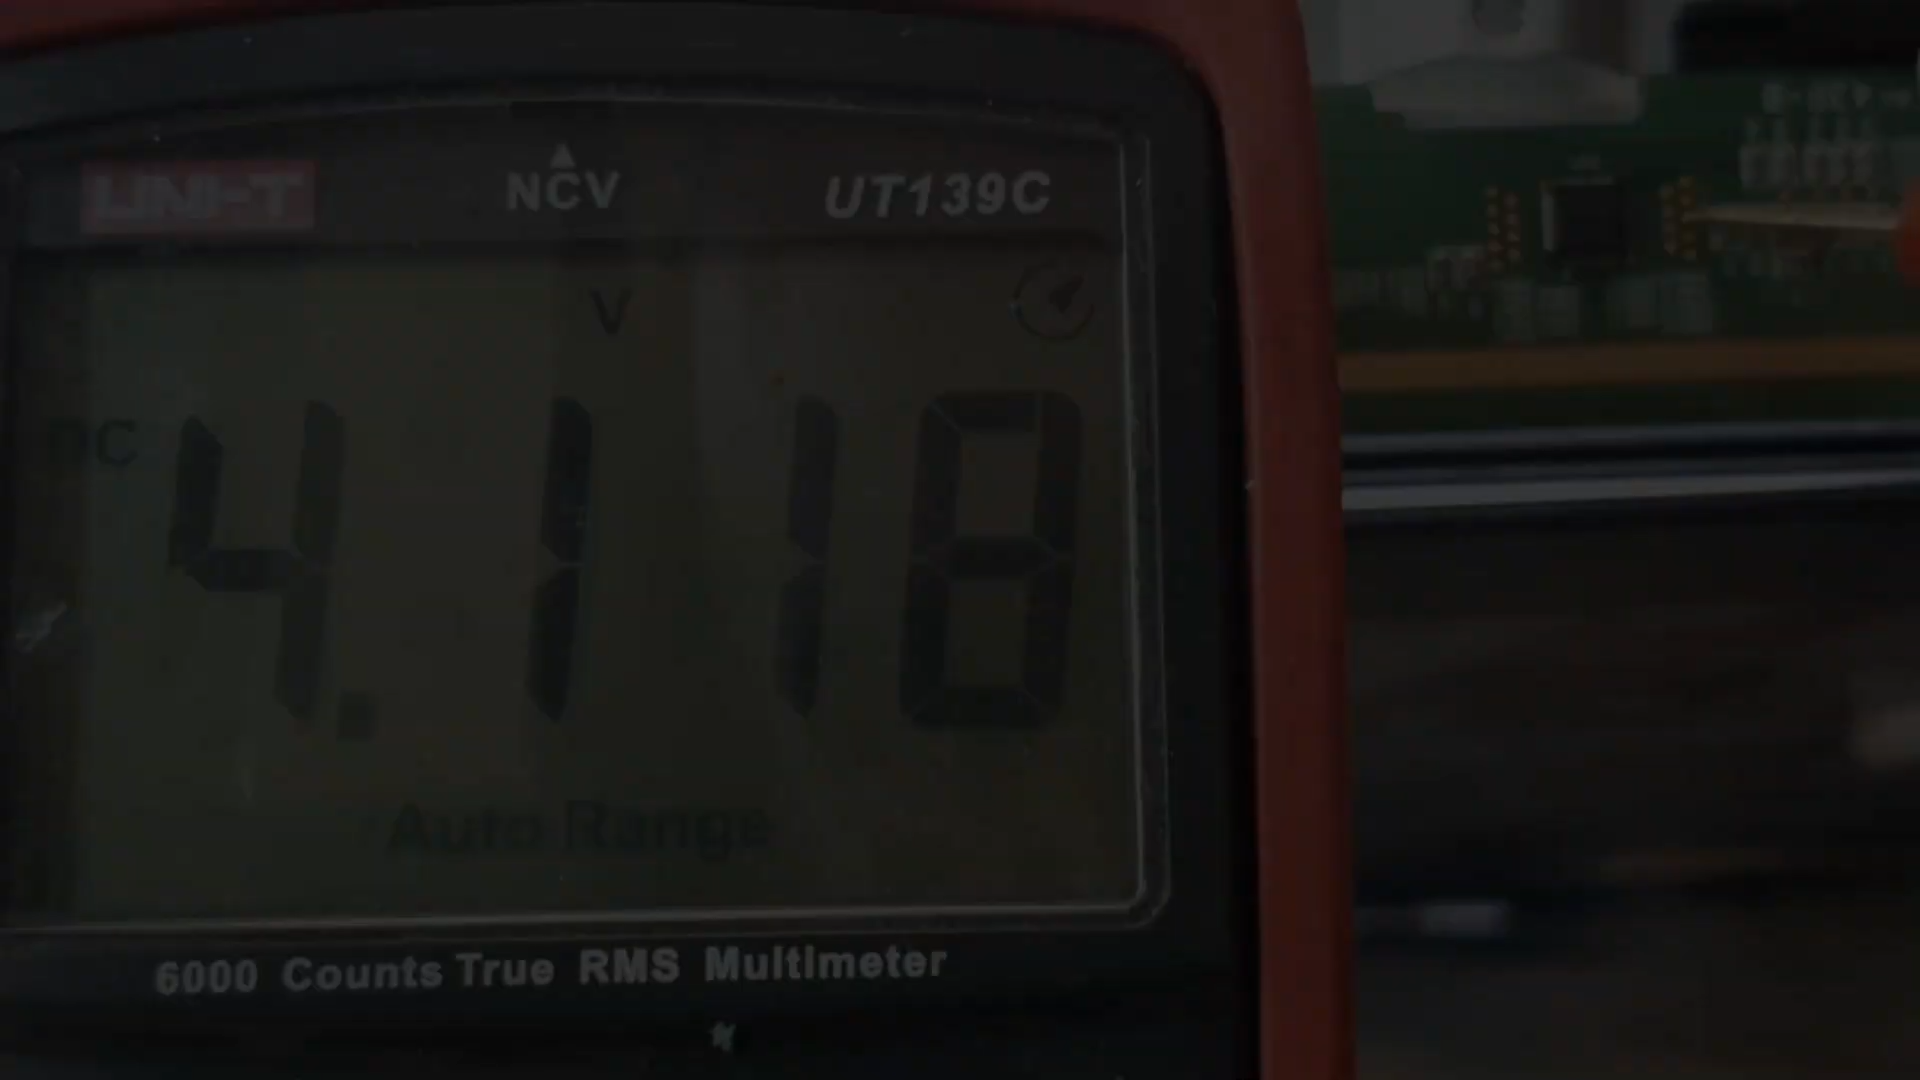 UNI-T NCV UT139C
V
DC 4.118
Auto Range
6000 Counts True RMS Multimeter